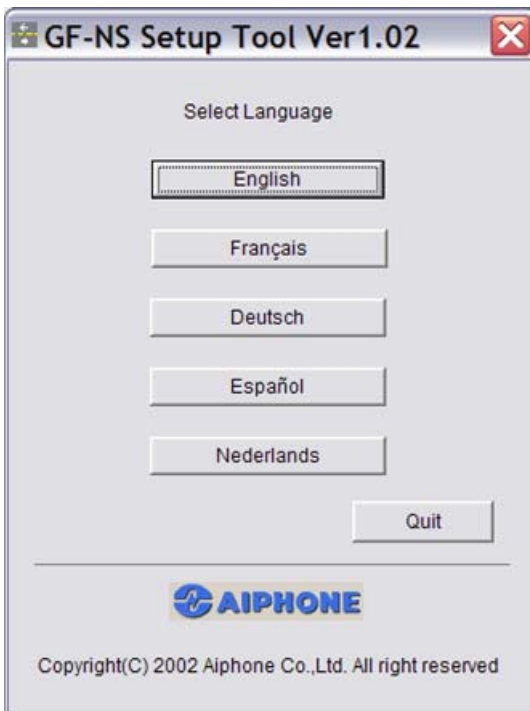 GF-NS Setup Tool Ver1.02
Select Language
English
Français
Deutsch
Español
Nederlands
Quit
AIPHONE
Copyright(C) 2002 Aiphone Co.,Ltd. All right reserved